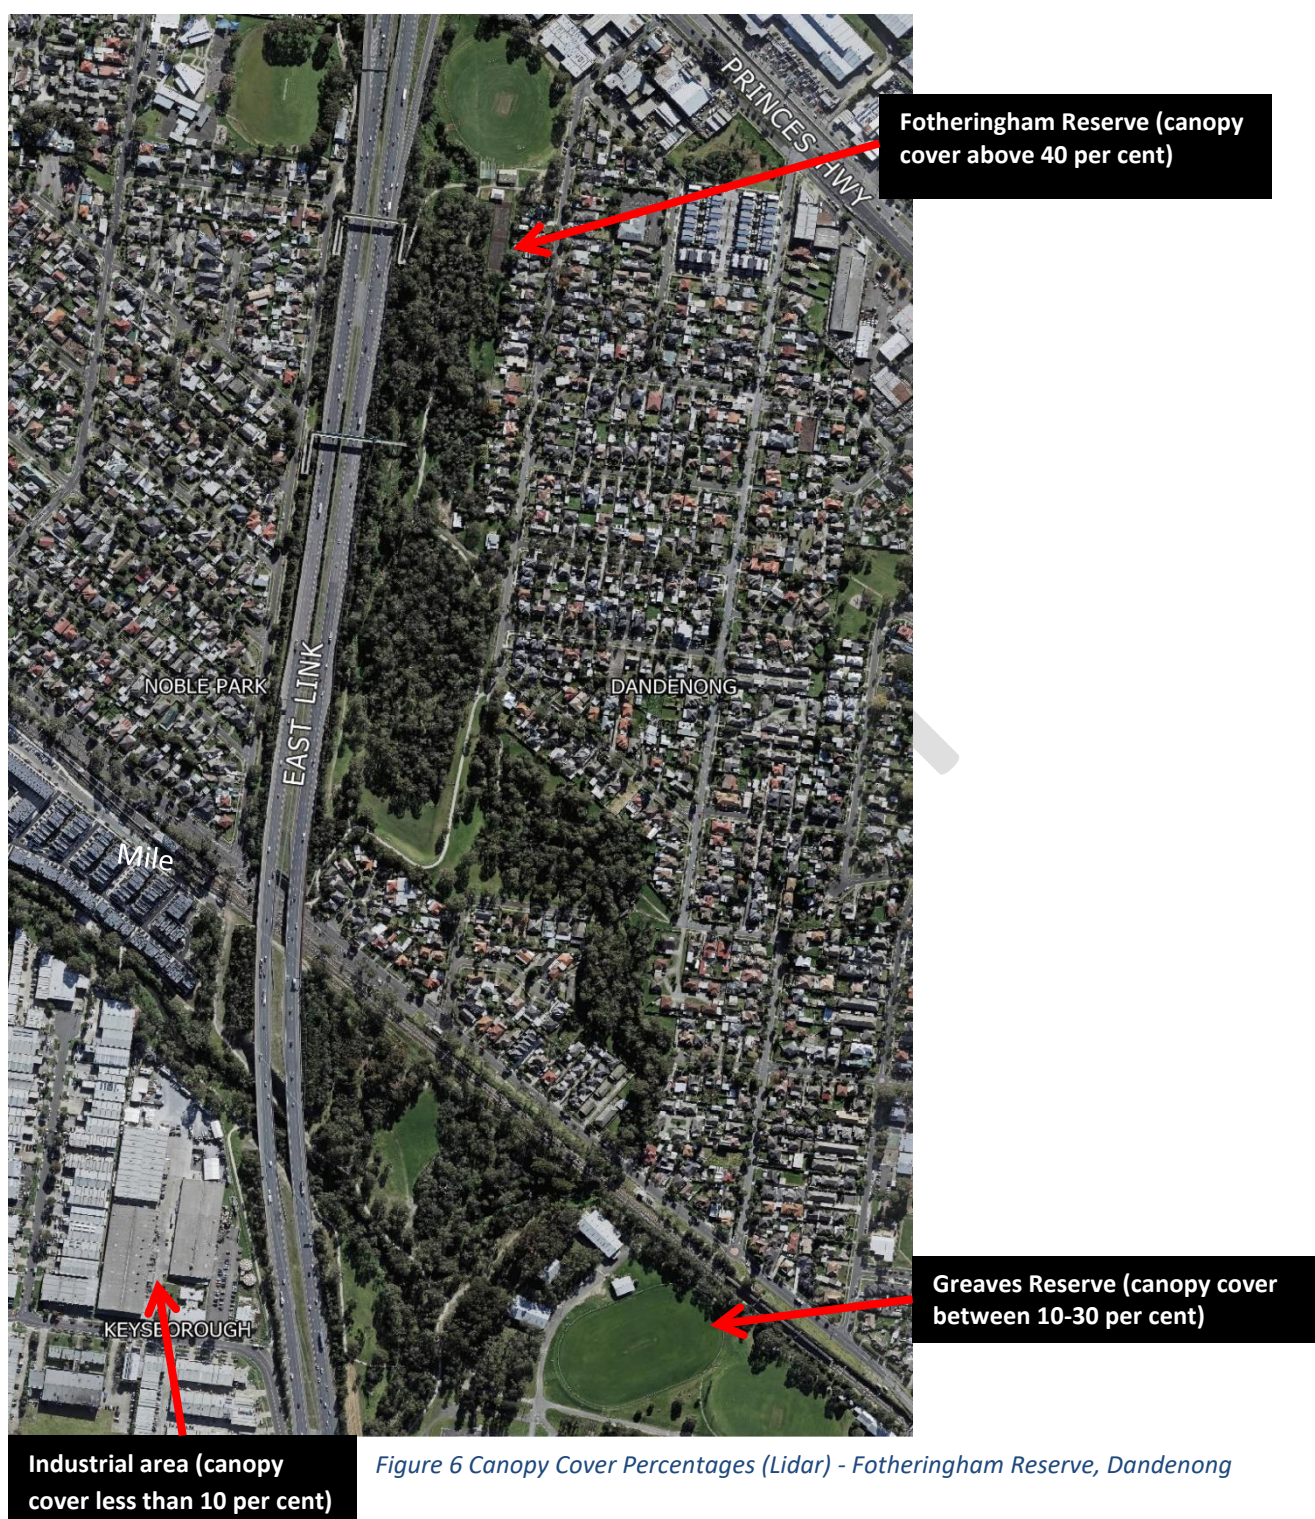 PRINCES HWY
Fotheringham Reserve (canopy
cover above 40 per cent)
NOBLE PARK
EAST LINK
DANDENONG
Mile
Greaves Reserve (canopy cover
between 10-30 per cent)
KEYSBOROUGH
Industrial area (canopy
cover less than 10 per cent)
Figure 6 Canopy Cover Percentages (Lidar) - Fotheringham Reserve, Dandenong